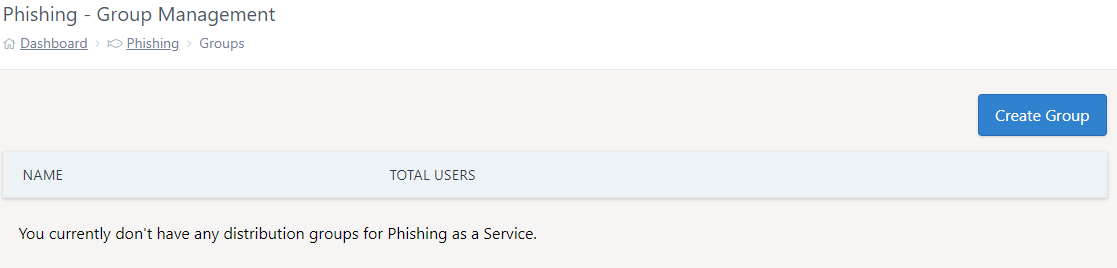 Phishing - Group Management
Dashboard > Phishing > Groups
Create Group
NAME TOTAL USERS
You currently don't have any distribution groups for Phishing as a Service.